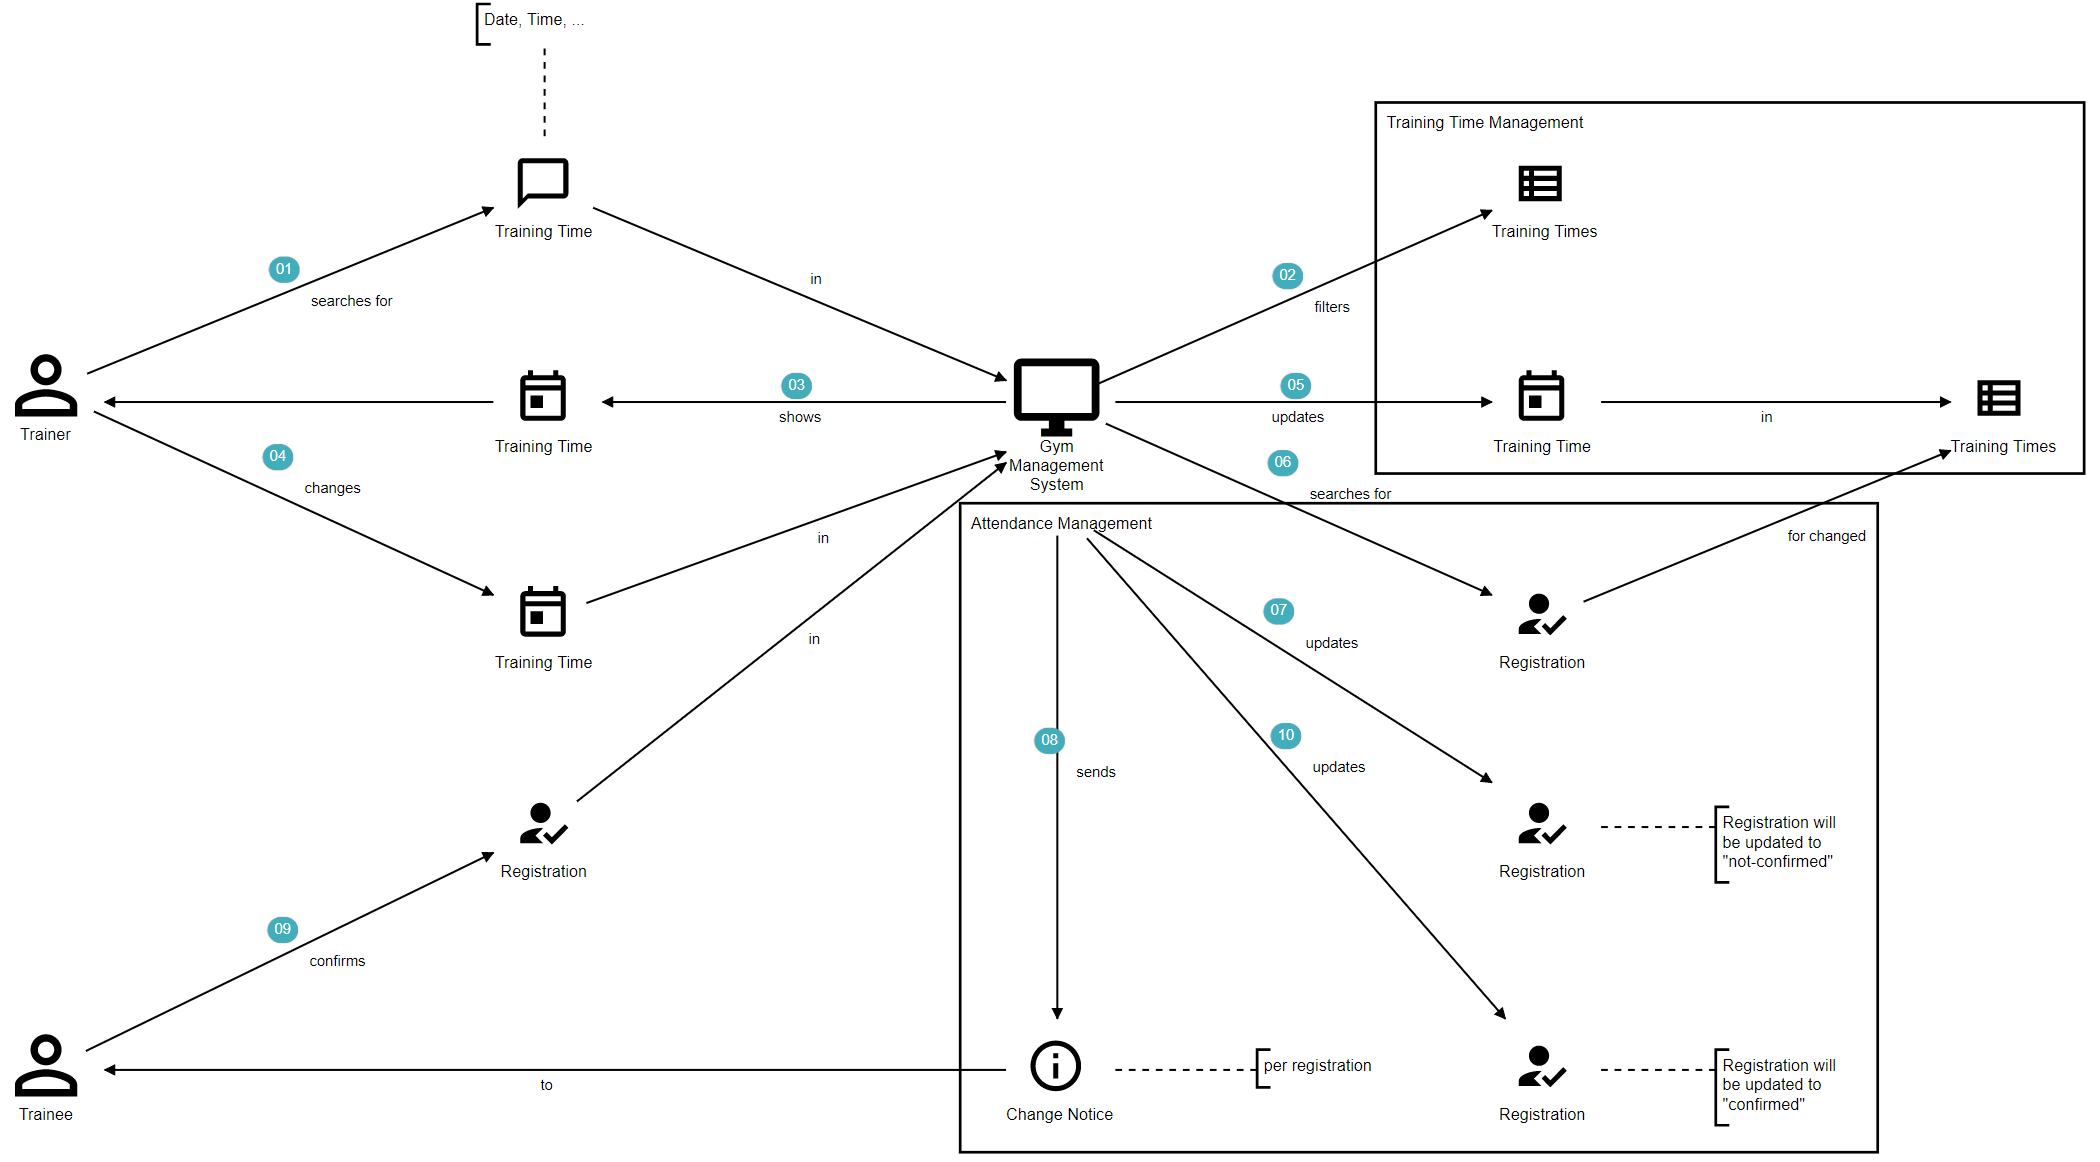 Date, Time, ...
Training Time Management
Training Time
Training Times
01
searches for
in
02
filters
Trainer
03
shows
Training Time
Gym
Management
System
05
updates
Training Time
in
Training Times
04
changes
06
searches for
Attendance Management
for changed
in
Training Time
in
07
updates
Registration
08
sends
10
updates
Registration
Registration
Registration will
be updated to
"not-confirmed"
09
confirms
Trainee
to
Change Notice
per registration
Registration
Registration will
be updated to
"confirmed"